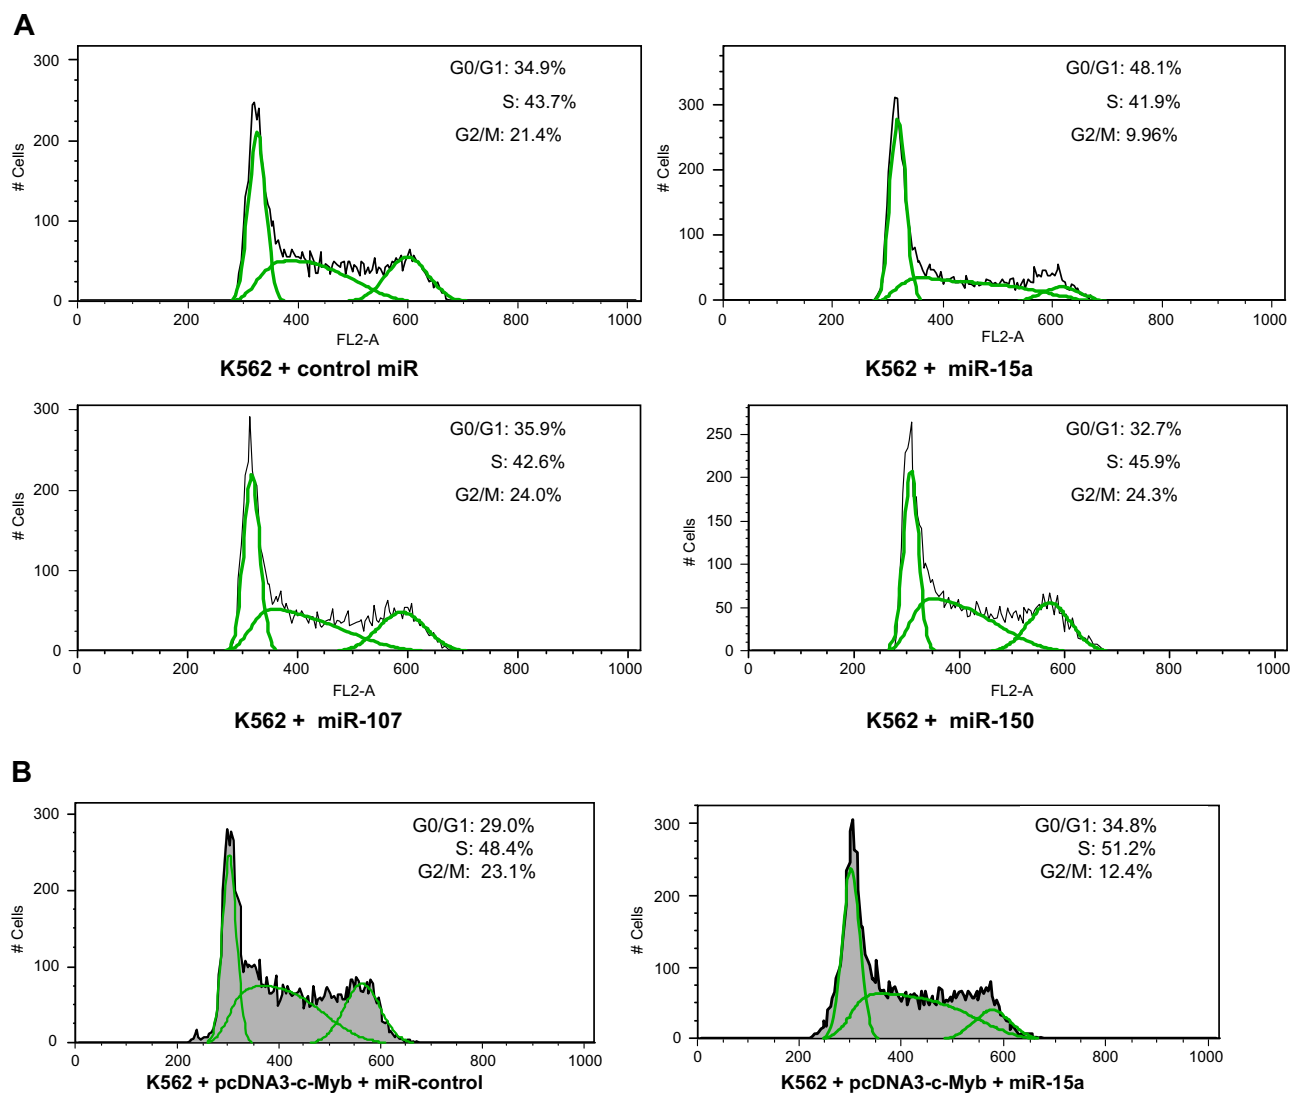 A
300
200
100
0
# Cells
G0/G1: 34.9%
S: 43.7%
G2/M: 21.4%
0 200 400 600 800 1000
FL2-A
K562 + control miR
300
200
100
0
# Cells
G0/G1: 48.1%
S: 41.9%
G2/M: 9.96%
0 200 400 600 800 1000
FL2-A
K562 + miR-15a
300
200
100
0
# Cells
G0/G1: 35.9%
S: 42.6%
G2/M: 24.0%
0 200 400 600 800 1000
FL2-A
K562 + miR-107
250
200
150
100
50
0
# Cells
G0/G1: 32.7%
S: 45.9%
G2/M: 24.3%
0 200 400 600 800 1000
FL2-A
K562 + miR-150
B
300
200
100
0
# Cells
G0/G1: 29.0%
S: 48.4%
G2/M: 23.1%
0 200 400 600 800 1000
K562 + pcDNA3-c-Myb + miR-control
300
200
100
0
# Cells
G0/G1: 34.8%
S: 51.2%
G2/M: 12.4%
0 200 400 600 800 1000
K562 + pcDNA3-c-Myb + miR-15a